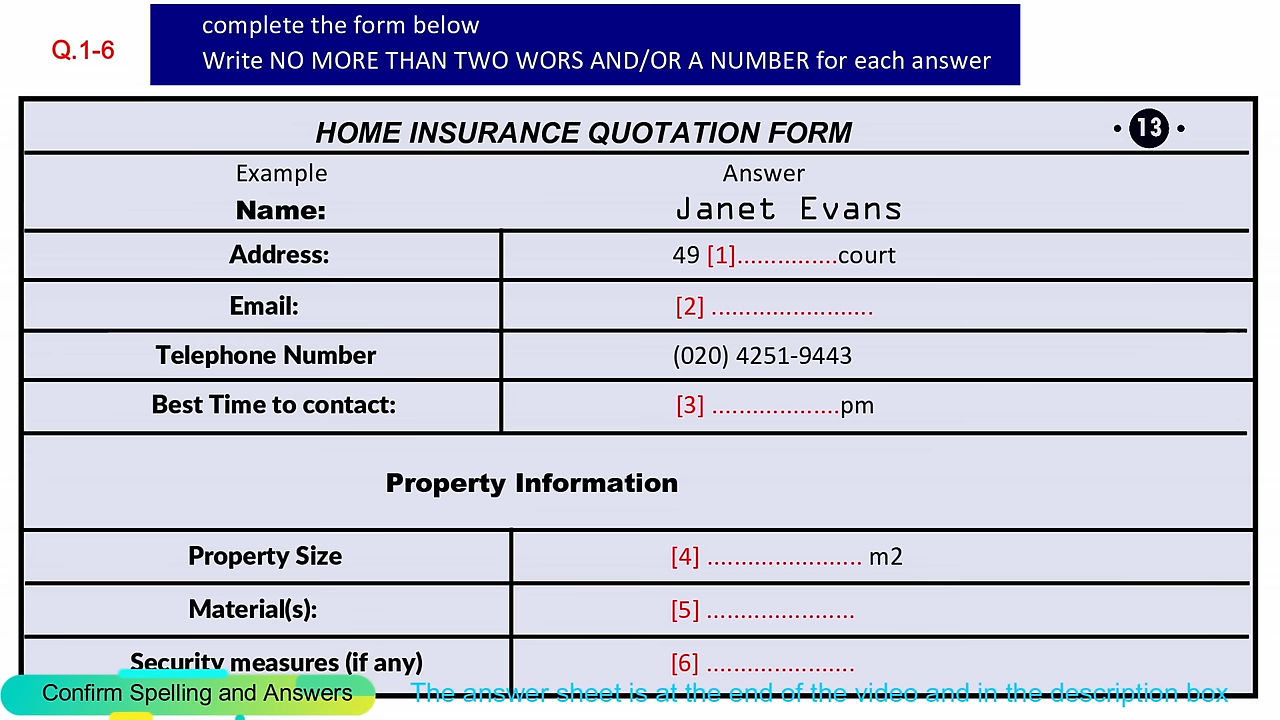 Q.1-6
complete the form below
Write NO MORE THAN TWO WORS AND/OR A NUMBER for each answer
HOME INSURANCE QUOTATION FORM • 13 •
Example Answer
Name: Janet Evans
Address: 49 [1]...............court
Email: [2] ........................
Telephone Number (020) 4251-9443
Best Time to contact: [3] ...................pm
Property Information
Property Size [4] ....................... m2
Material(s): [5] ......................
Security measures (if any) [6] ......................
Confirm Spelling and Answers
The answer sheet is at the end of the video and in the description box